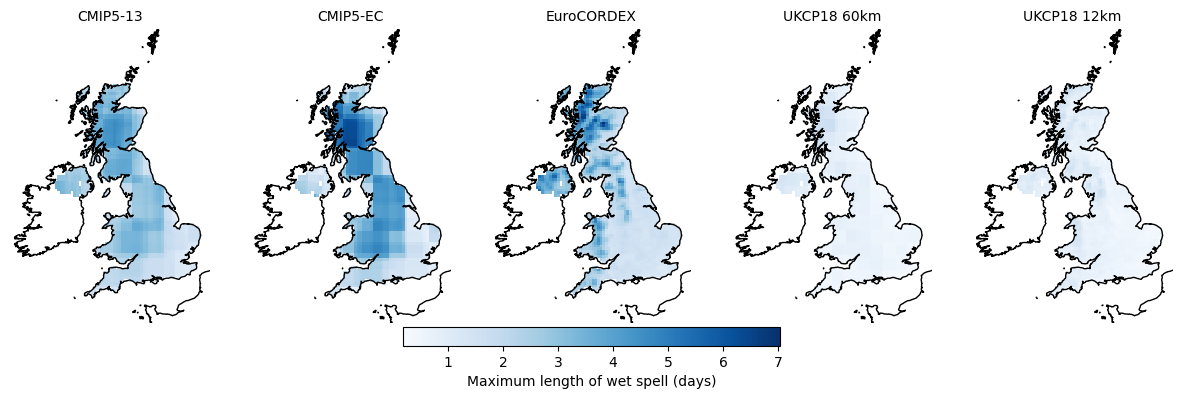 CMIP5-13
CMIP5-EC
EuroCORDEX
UKCP18 60km
UKCP18 12km
1 2 3 4 5 6 7
Maximum length of wet spell (days)